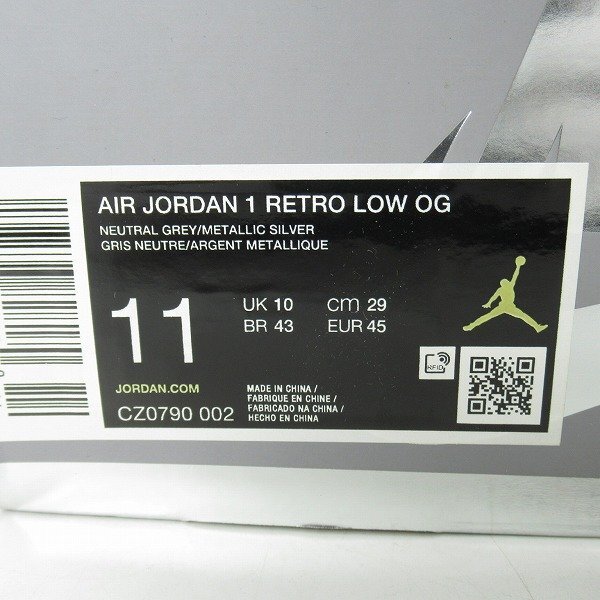 AIR JORDAN 1 RETRO LOW OG
NEUTRAL GREY/METALLIC SILVER
GRIS NEUTRE/ARGENT METALLIQUE
11
UK 10 cm 29
BR 43 EUR 45
RFID
JORDAN.COM
CZ0790 002
MADE IN CHINA /
FABRIQUE EN CHINE /
FABRICADO NA CHINA /
HECHO EN CHINA